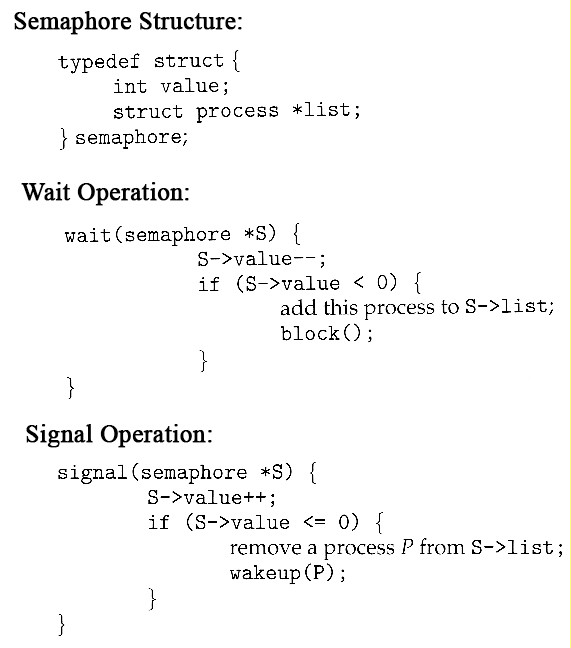 Semaphore Structure:
typedef struct {
int value;
struct process *list;
} semaphore;
Wait Operation:
wait(semaphore *S) {
S->value--;
if (S->value < 0) {
add this process to S->list;
block();
}
}
Signal Operation:
signal(semaphore *S) {
S->value++;
if (S->value <= 0) {
remove a process P from S->list;
wakeup(P);
}
}